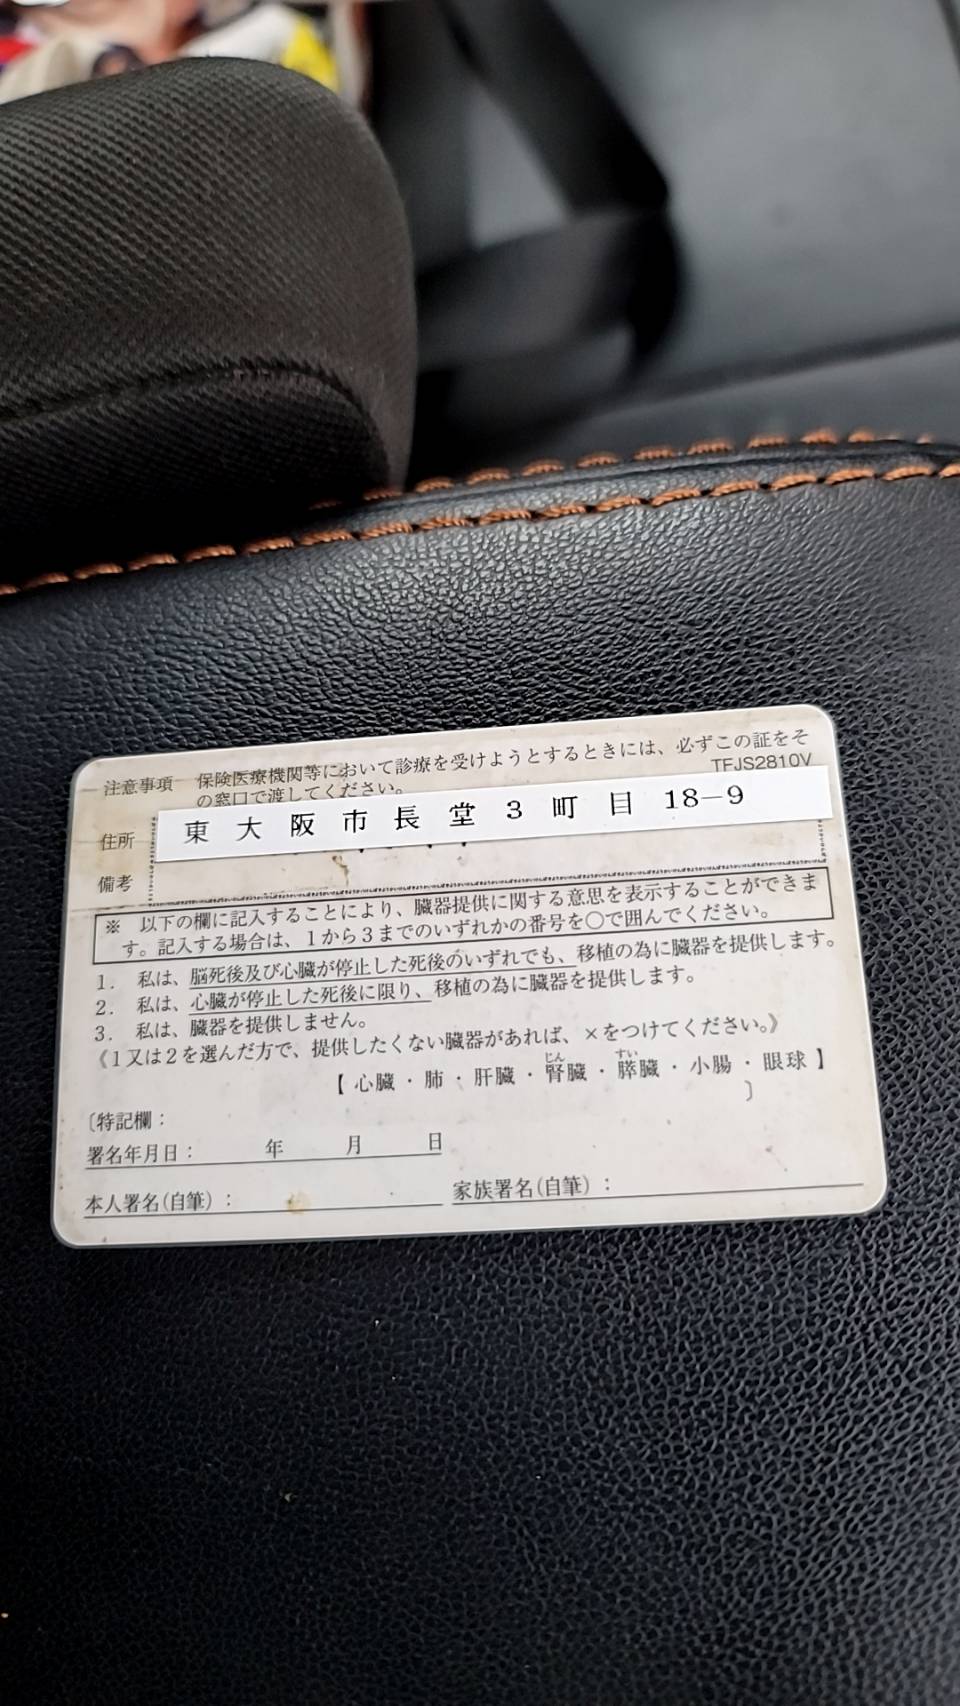 注意事項　保険医療機関等において診療を受けようとするときには、必ずこの証をそ
の窓口で渡してください。　TFJS2810V
住所　東大阪市長堂3町目 18−9
備考
※　以下の欄に記入することにより、臓器提供に関する意思を表示することができま
す。記入する場合は、1から3までのいずれかの番号を○で囲んでください。
1.　私は、脳死後及び心臓が停止した死後のいずれでも、移植の為に臓器を提供します。
2.　私は、心臓が停止した死後に限り、移植の為に臓器を提供します。
3.　私は、臓器を提供しません。
《1又は2を選んだ方で、提供したくない臓器があれば、×をつけてください。》
じん　すい
【 心臓・肺・肝臓・腎臓・膵臓・小腸・眼球 】
〔特記欄：　〕
署名年月日：　年　月　日
本人署名(自筆)：　家族署名(自筆)：